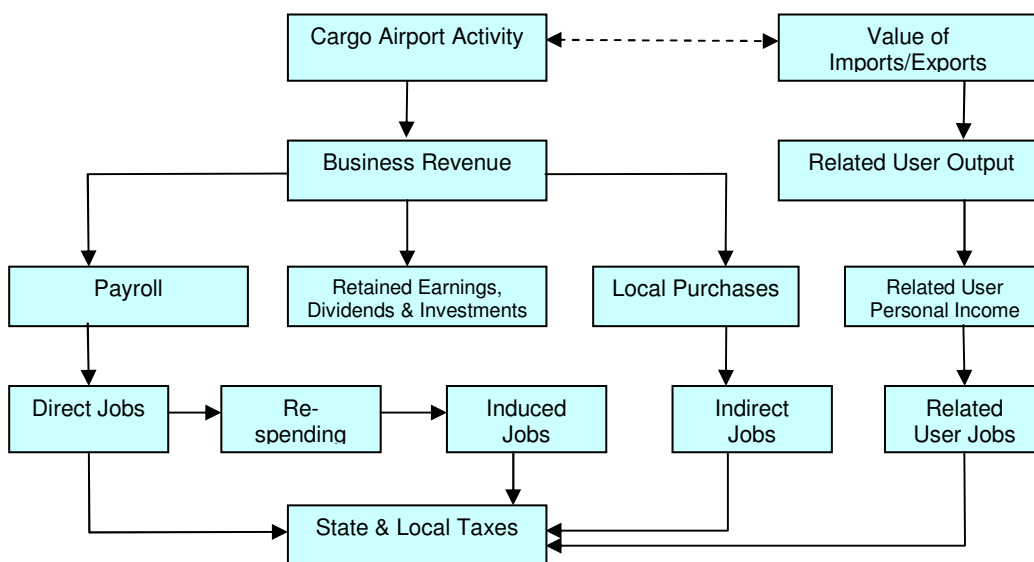 Cargo Airport Activity
Value of
Imports/Exports
Business Revenue
Related User Output
Payroll
Retained Earnings,
Dividends & Investments
Local Purchases
Related User
Personal Income
Direct Jobs
Re-
spending
Induced
Jobs
Indirect
Jobs
Related
User Jobs
State & Local Taxes